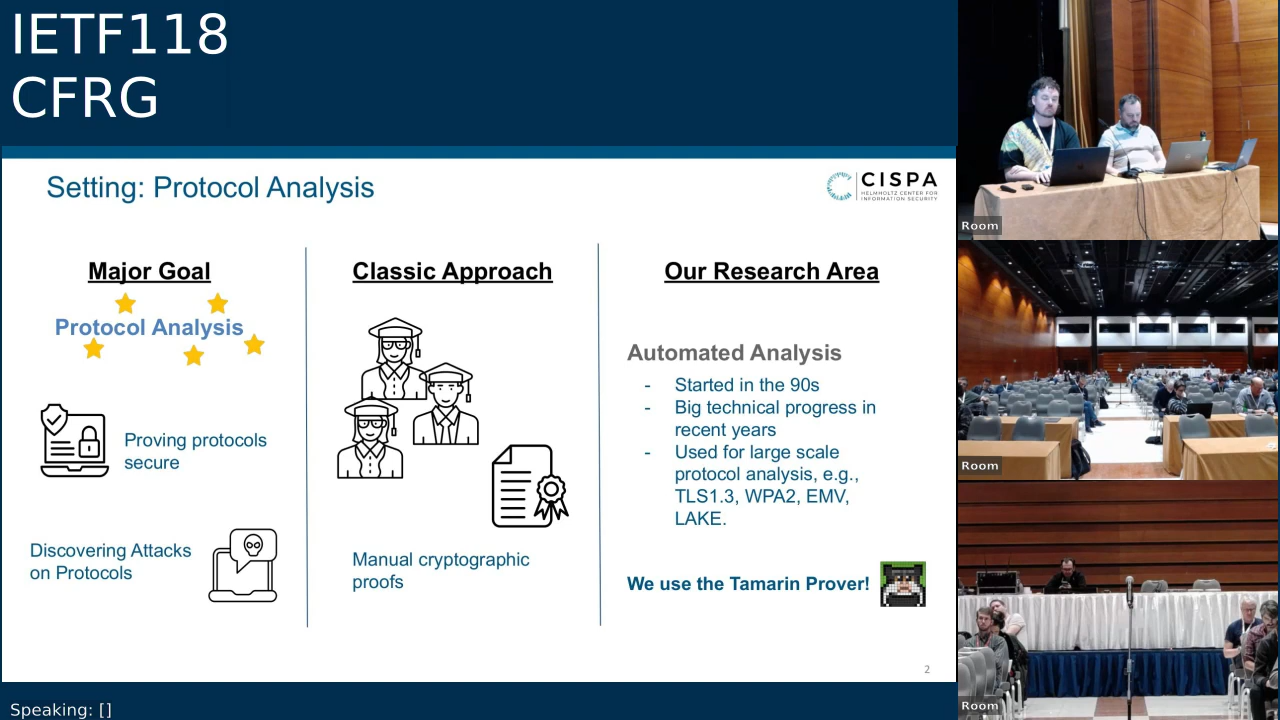 IETF118
CFRG
Setting: Protocol Analysis
CISPA
HELMHOLTZ CENTER FOR
INFORMATION SECURITY
Major Goal
Protocol Analysis
Proving protocols
secure
Discovering Attacks
on Protocols
Classic Approach
Manual cryptographic
proofs
Our Research Area
Automated Analysis
- Started in the 90s
- Big technical progress in
recent years
- Used for large scale
protocol analysis, e.g.,
TLS1.3, WPA2, EMV,
LAKE.
We use the Tamarin Prover!
2
Speaking: []
Room
Room
Room